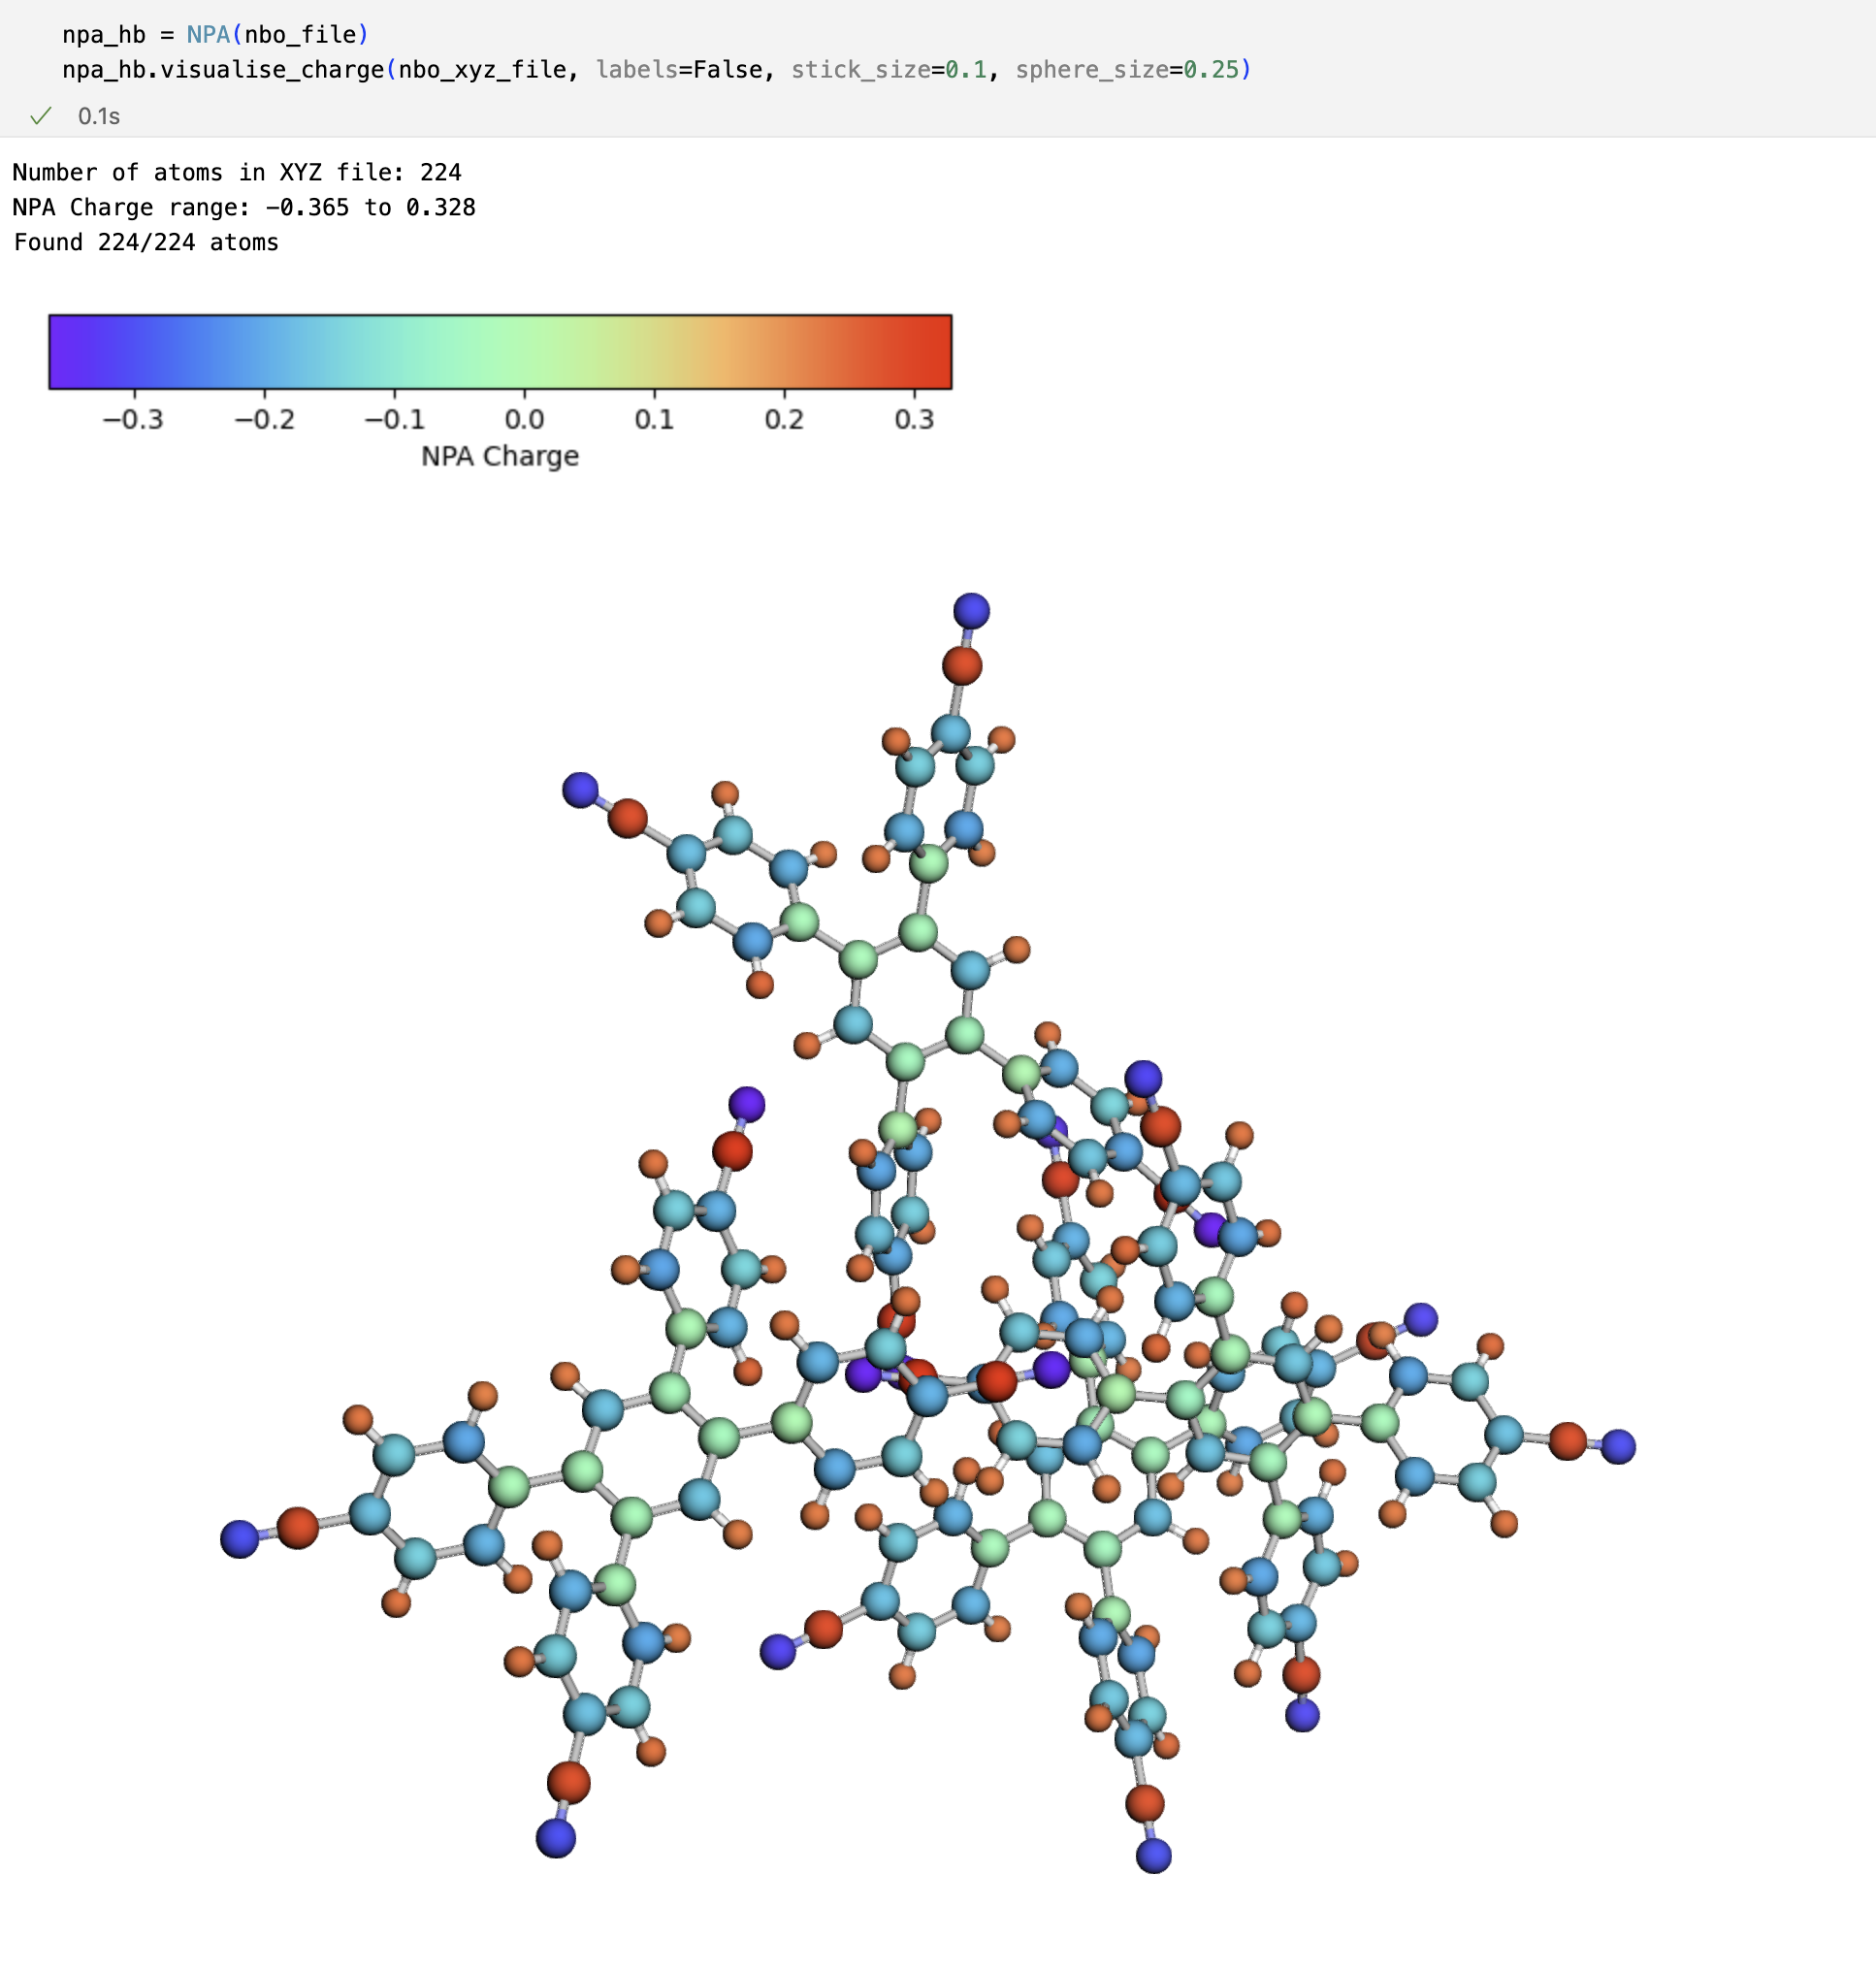 npa_hb = NPA(nbo_file)
npa_hb.visualise_charge(nbo_xyz_file, labels=False, stick_size=0.1, sphere_size=0.25)
0.1s
Number of atoms in XYZ file: 224
NPA Charge range: −0.365 to 0.328
Found 224/224 atoms
−0.3 −0.2 −0.1 0.0 0.1 0.2 0.3
NPA Charge